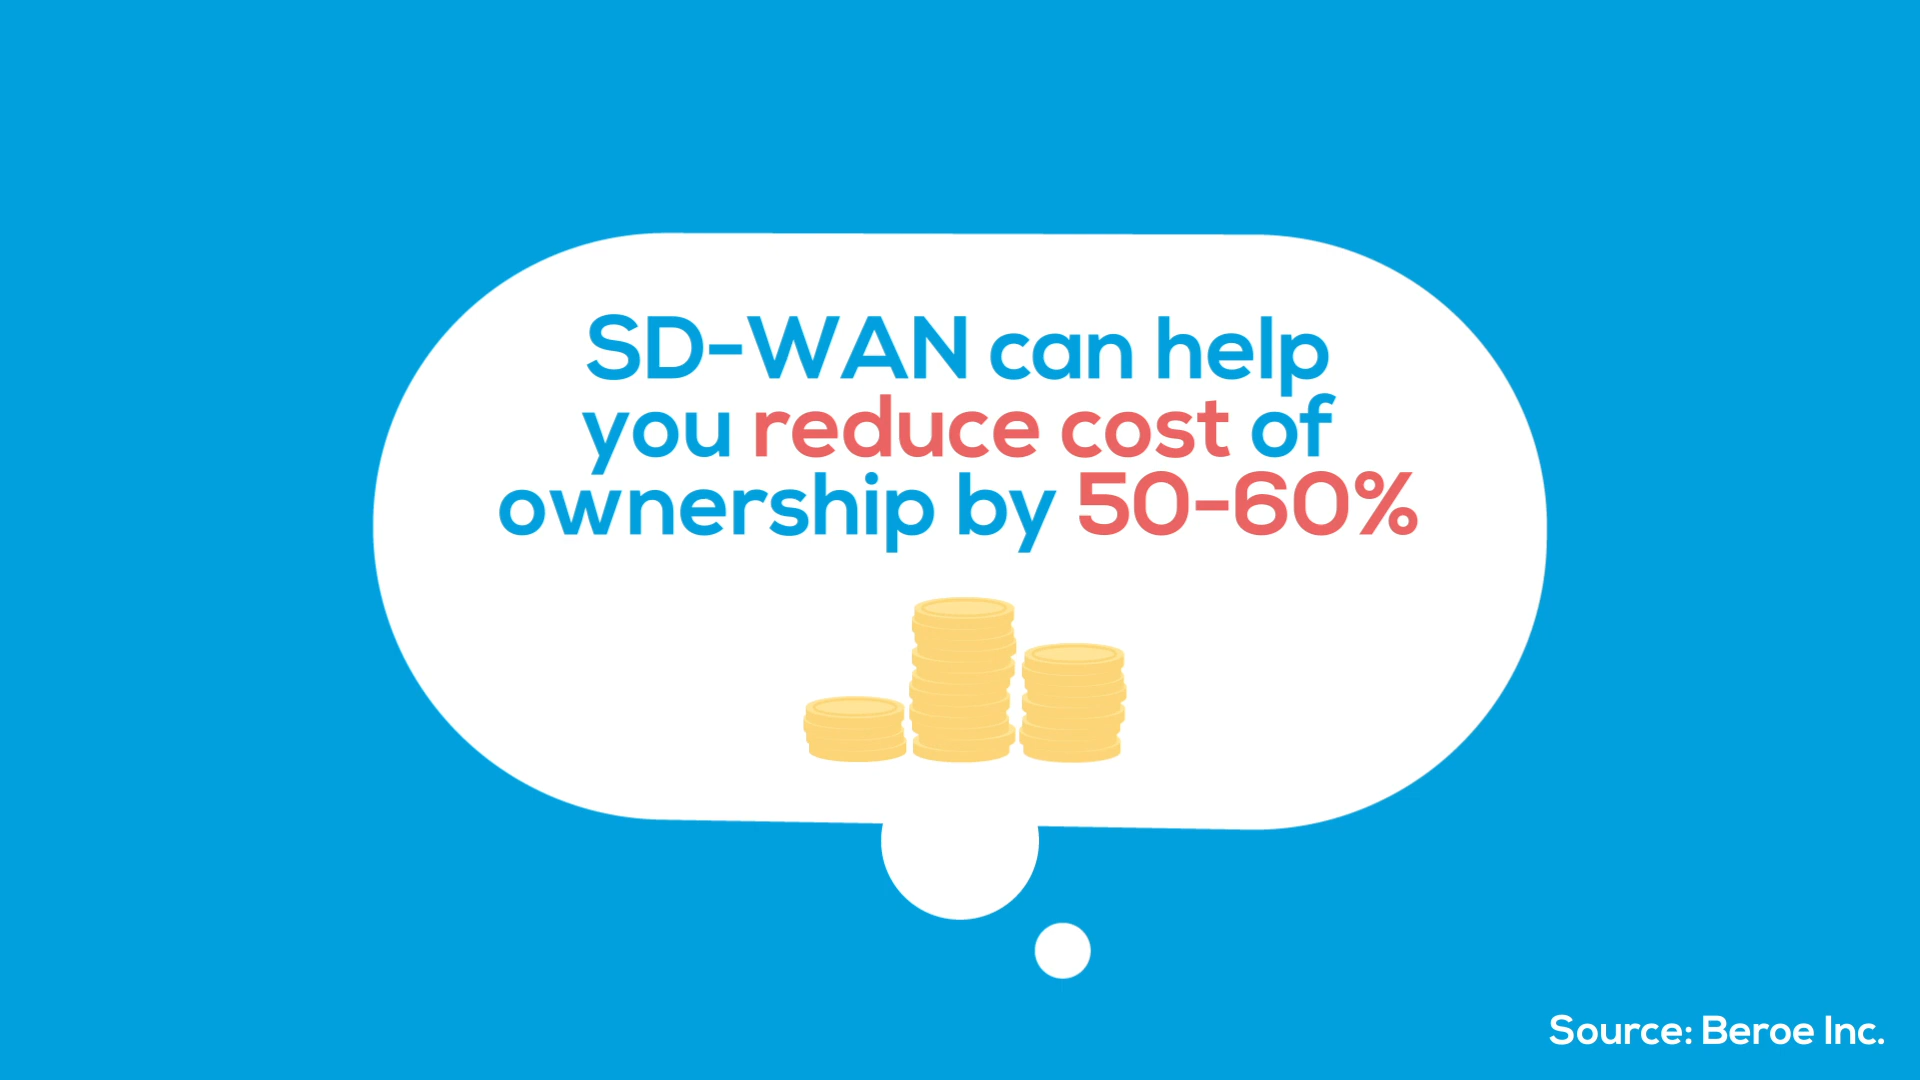 SD-WAN can help
you reduce cost of
ownership by 50-60%
Source: Beroe Inc.